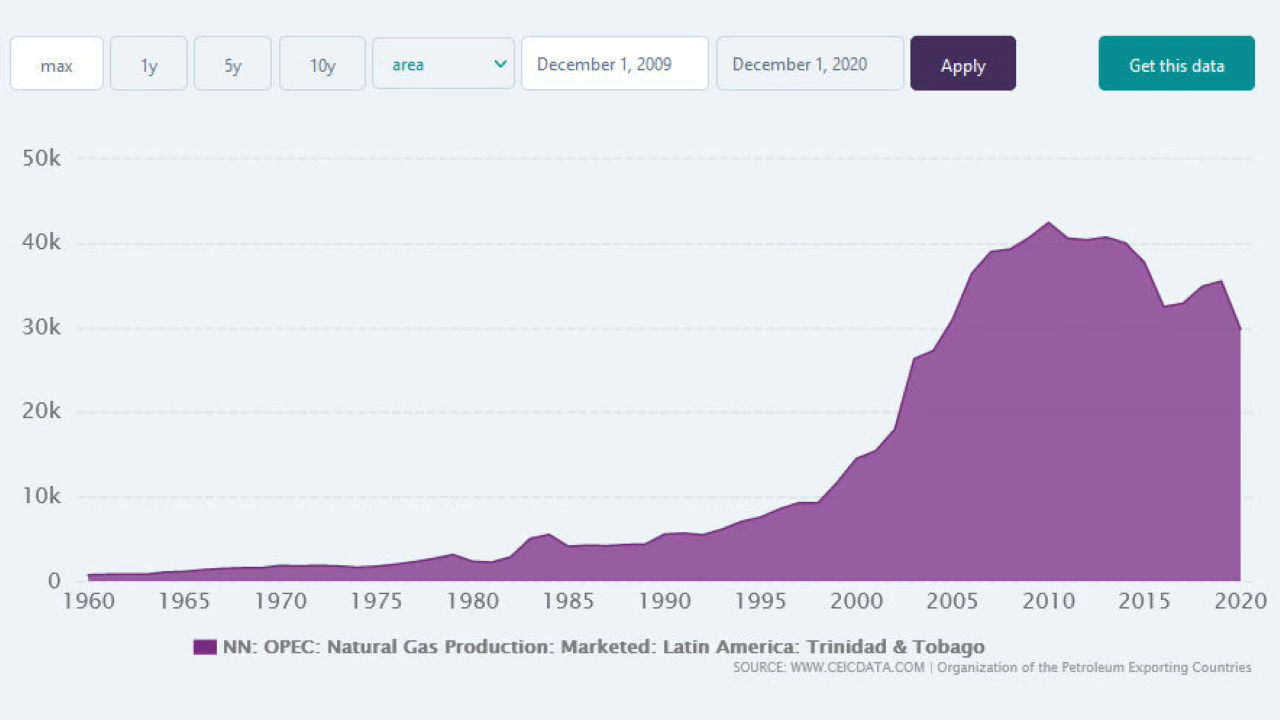 max 1y 5y 10y area December 1, 2009 December 1, 2020 Apply Get this data
50k
40k
30k
20k
10k
0
1960 1965 1970 1975 1980 1985 1990 1995 2000 2005 2010 2015 2020
NN: OPEC: Natural Gas Production: Marketed: Latin America: Trinidad & Tobago
SOURCE: WWW.CEICDATA.COM | Organization of the Petroleum Exporting Countries